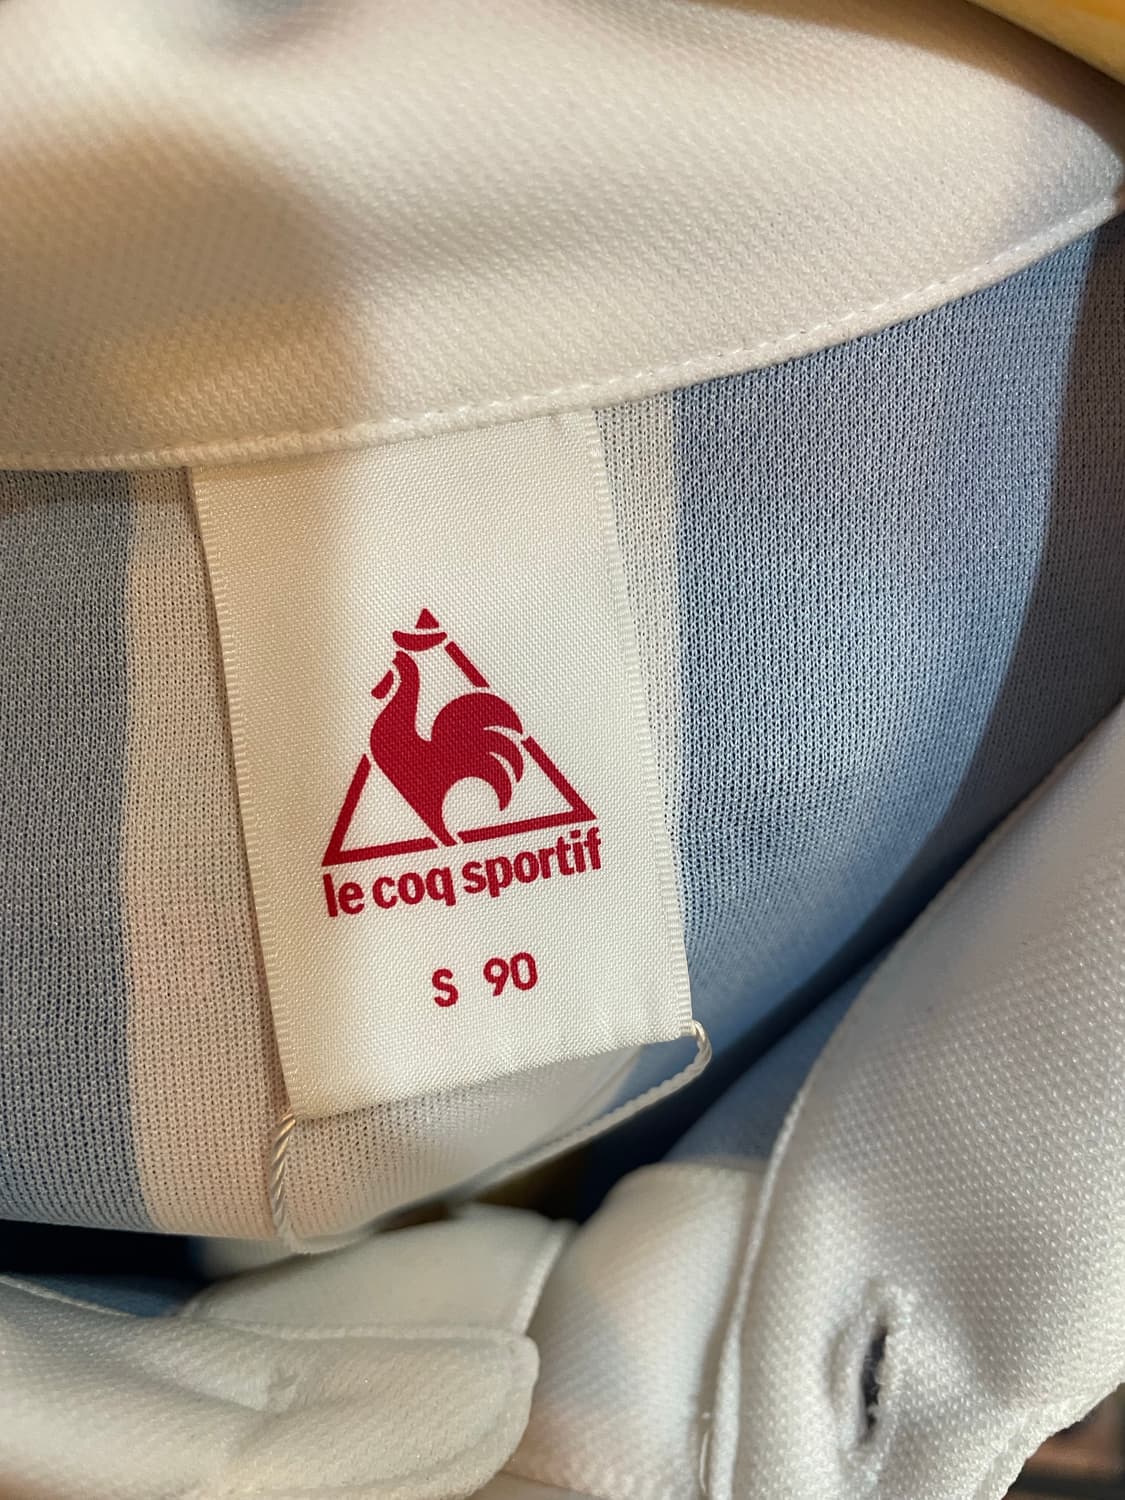 le coq sportif
S 90